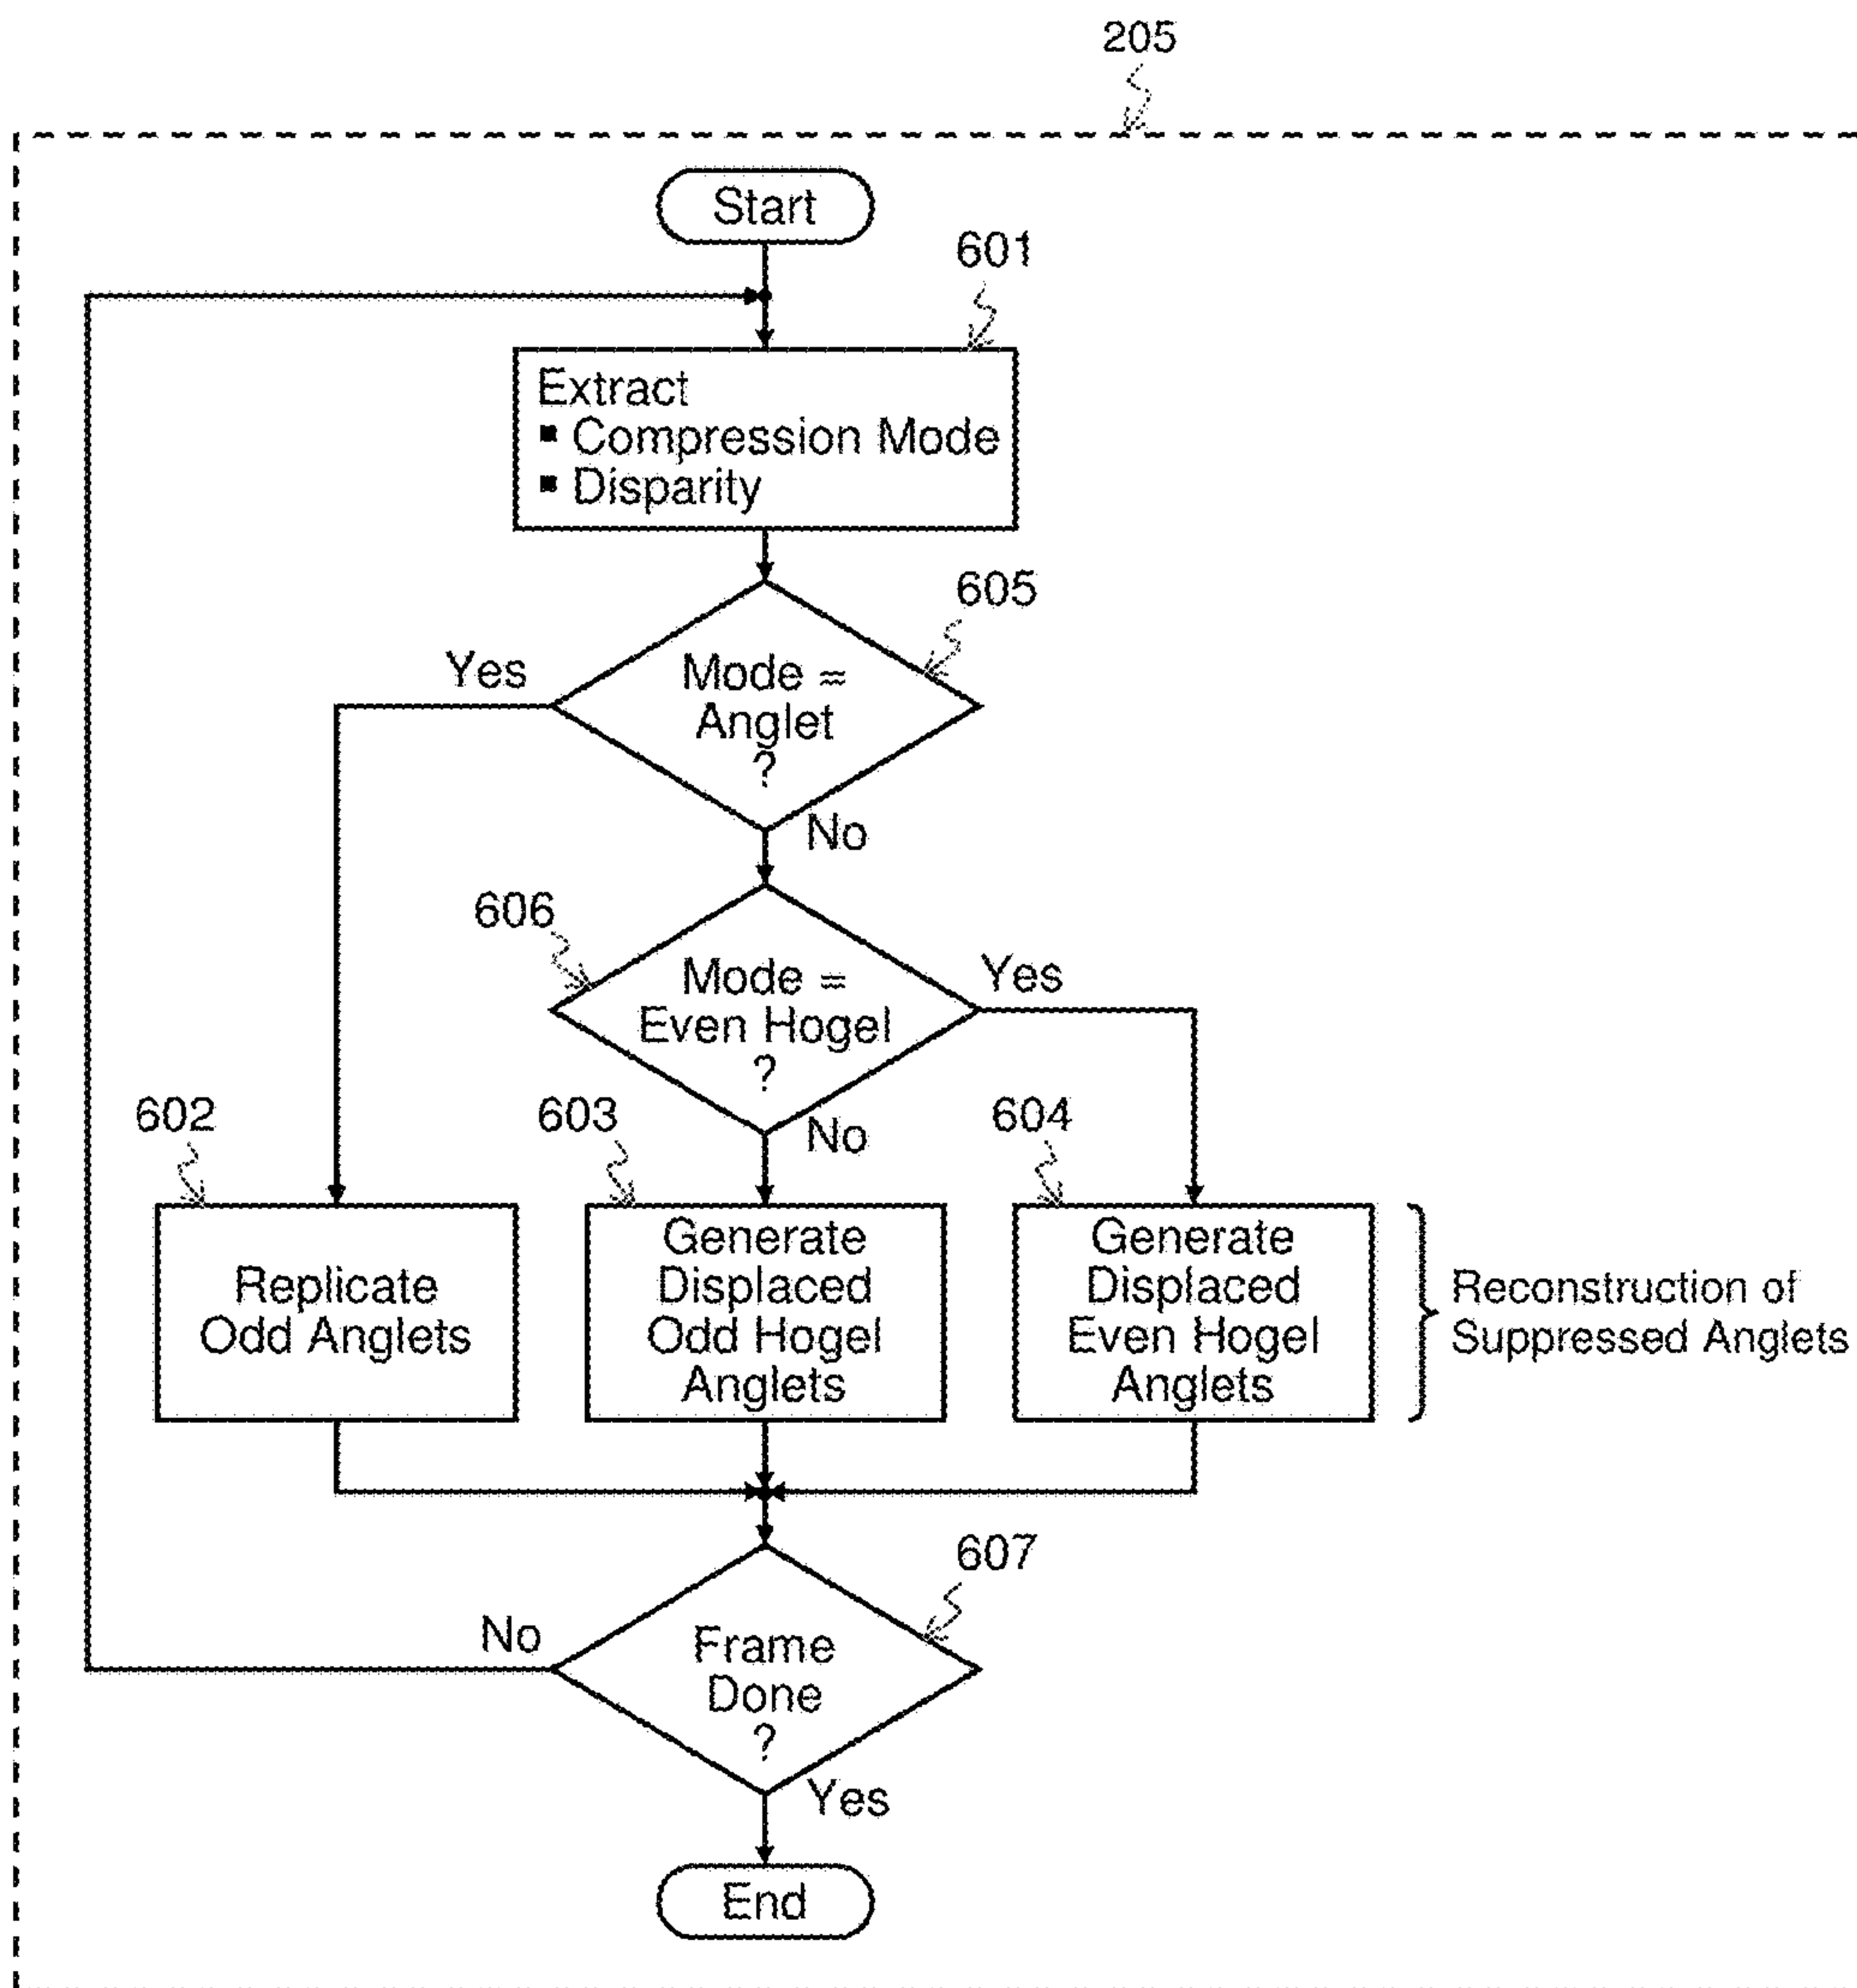 205
Start
601
Extract
▪ Compression Mode
▪ Disparity
605
Yes
Mode =
Anglet
?
No
606
Mode =
Even Hogel
?
Yes
No
602
603
604
Replicate
Odd Anglets
Generate
Displaced
Odd Hogel
Anglets
Generate
Displaced
Even Hogel
Anglets
Reconstruction of
Suppressed Anglets
607
No
Frame
Done
?
Yes
End